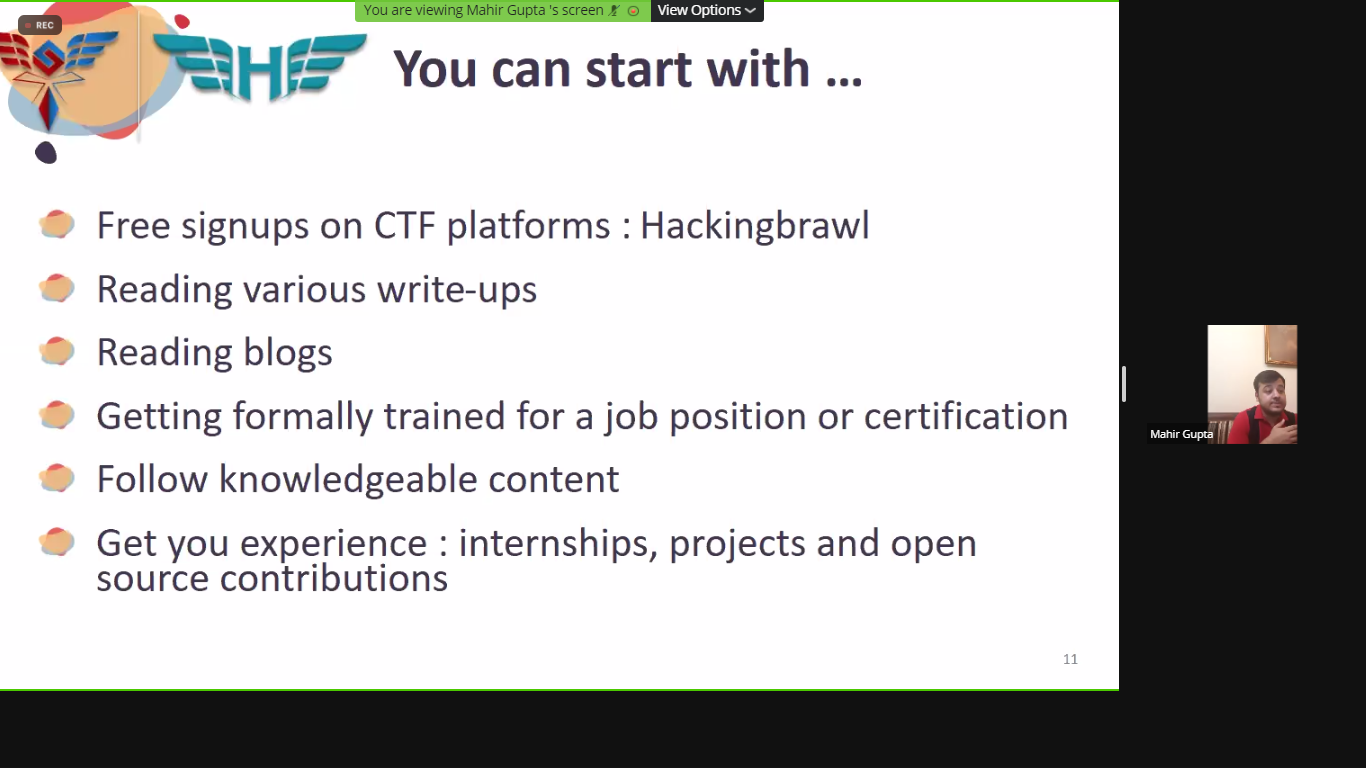 REC
You are viewing Mahir Gupta 's screen
View Options
H
You can start with ...
Free signups on CTF platforms : Hackingbrawl
Reading various write-ups
Reading blogs
Getting formally trained for a job position or certification
Follow knowledgeable content
Get you experience : internships, projects and open
source contributions
11
Mahir Gupta